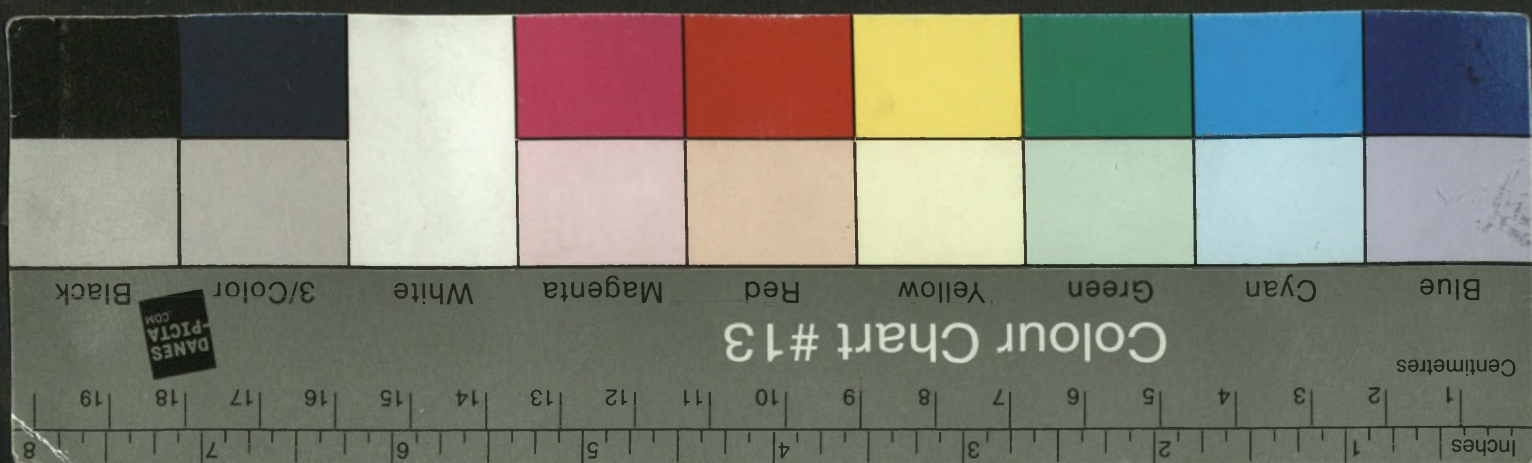 Inches 1 2 3 4 5 6 7 8
Centimetres
1 2 3 4 5 6 7 8 9 10 11 12 13 14 15 16 17 18 19
Colour Chart #13
Blue Cyan Green Yellow Red Magenta White 3/Color Black
DANES
-PICTA
.COM